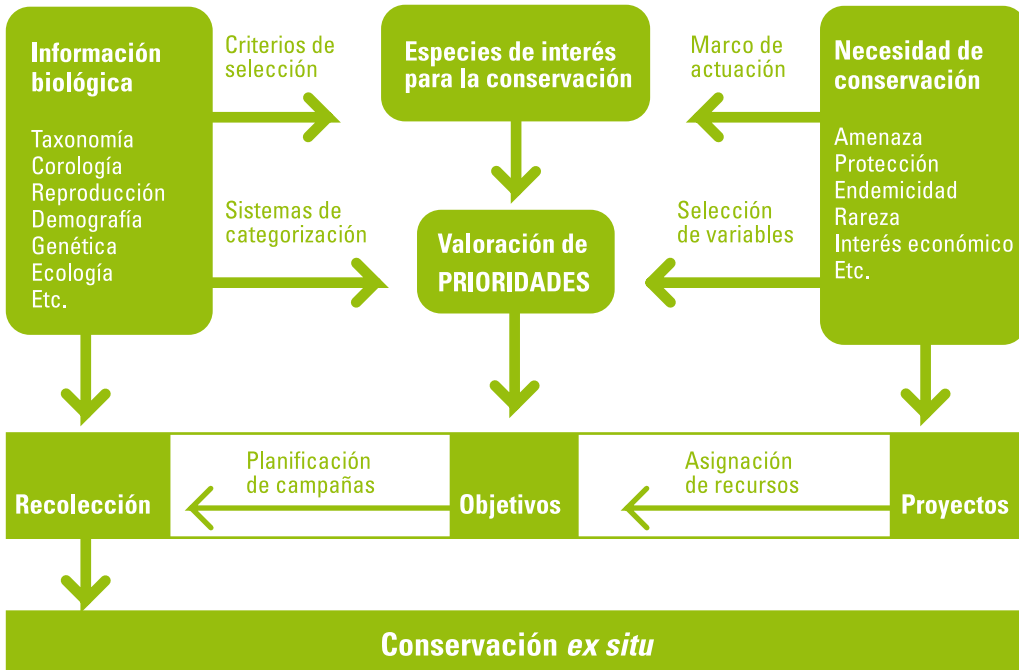 Información
biológica
Taxonomía
Corología
Reproducción
Demografía
Genética
Ecología
Etc.
Criterios de
selección
Sistemas de
categorización
Especies de interés
para la conservación
Valoración de
PRIORIDADES
Marco de
actuación
Selección
de variables
Necesidad de
conservación
Amenaza
Protección
Endemicidad
Rareza
Interés económico
Etc.
Recolección
Planificación
de campañas
Objetivos
Asignación
de recursos
Proyectos
Conservación ex situ